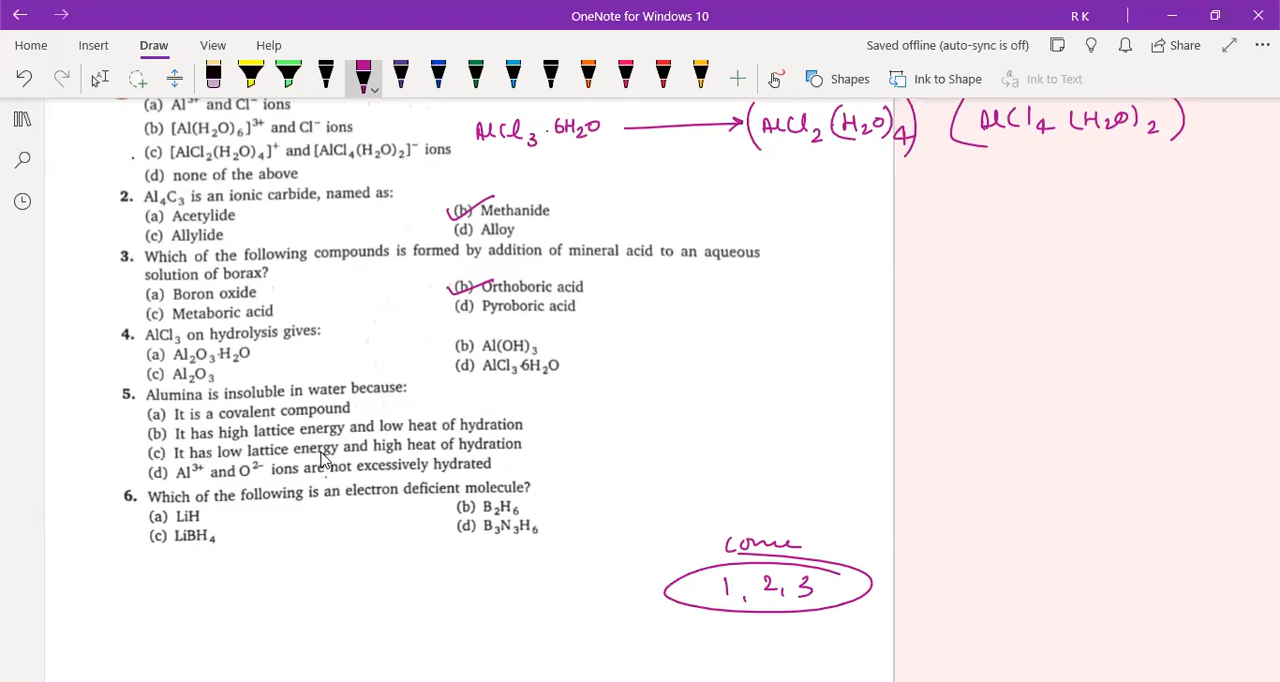 OneNote for Windows 10
R K
Home Insert Draw View Help
Saved offline (auto-sync is off)
Share
Shapes
Ink to Shape
Ink to Text
(a) Al³⁺ and Cl⁻ ions
(b) [Al(H₂O)₆]³⁺ and Cl⁻ ions
(c) [AlCl₂(H₂O)₄]⁺ and [AlCl₄(H₂O)₂]⁻ ions
(d) none of the above
AlCl₃ · 6H₂O → (AlCl₂(H₂O)₄) (AlCl₄(H₂O)₂)
2. Al₄C₃ is an ionic carbide, named as:
(a) Acetylide (b) Methanide
(c) Allylide (d) Alloy
3. Which of the following compounds is formed by addition of mineral acid to an aqueous
solution of borax?
(a) Boron oxide (b) Orthoboric acid
(c) Metaboric acid (d) Pyroboric acid
4. AlCl₃ on hydrolysis gives:
(a) Al₂O₃·H₂O (b) Al(OH)₃
(c) Al₂O₃ (d) AlCl₃·6H₂O
5. Alumina is insoluble in water because:
(a) It is a covalent compound
(b) It has high lattice energy and low heat of hydration
(c) It has low lattice energy and high heat of hydration
(d) Al³⁺ and O²⁻ ions are not excessively hydrated
6. Which of the following is an electron deficient molecule?
(a) LiH (b) B₂H₆
(c) LiBH₄ (d) B₃N₃H₆
1, 2, 3